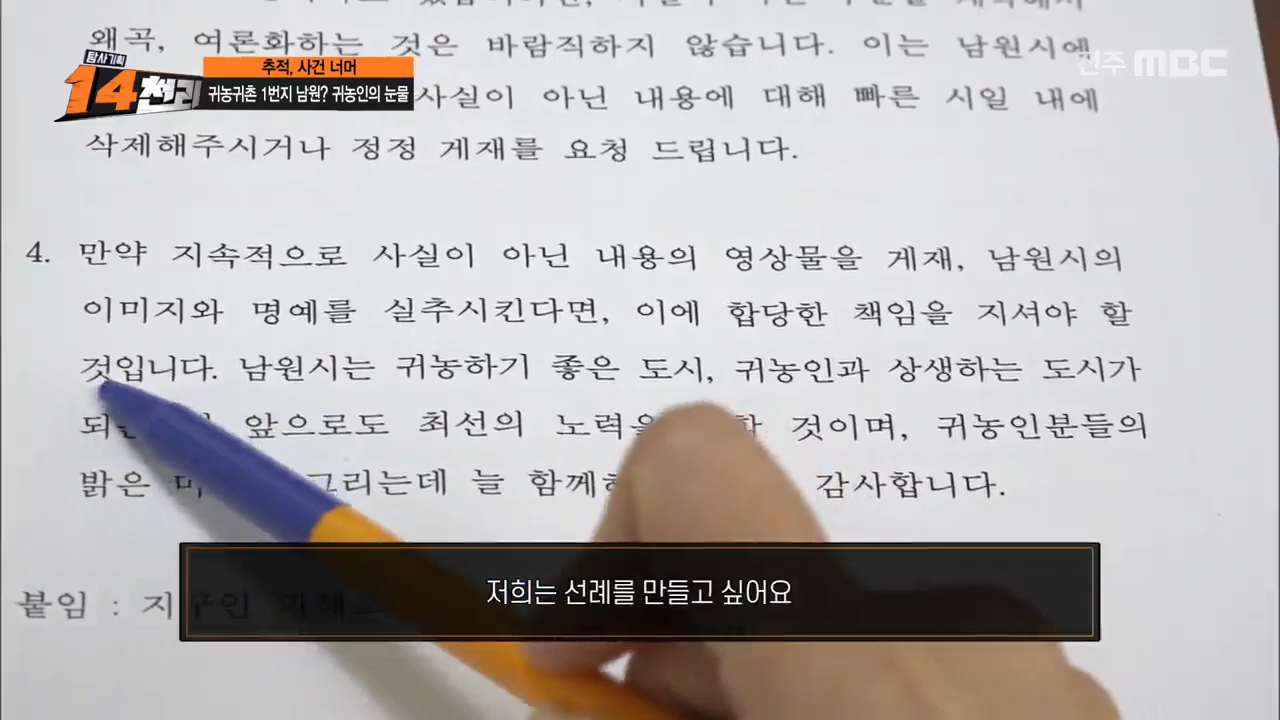 왜곡, 여론화하는 것은 바람직하지 않습니다. 이는 남원시에
탐사기획
14 천리
추적, 사건 너머
귀농귀촌 1번지 남원? 귀농인의 눈물
전주 MBC
사실이 아닌 내용에 대해 빠른 시일 내에
삭제해주시거나 정정 게재를 요청 드립니다.
4. 만약 지속적으로 사실이 아닌 내용의 영상물을 게재, 남원시의
이미지와 명예를 실추시킨다면, 이에 합당한 책임을 지셔야 할
것입니다. 남원시는 귀농하기 좋은 도시, 귀농인과 상생하는 도시가
앞으로도 최선의 노력을 것이며, 귀농인분들의
밝은 그리는데 늘 감사합니다.
붙임 :
저희는 선례를 만들고 싶어요